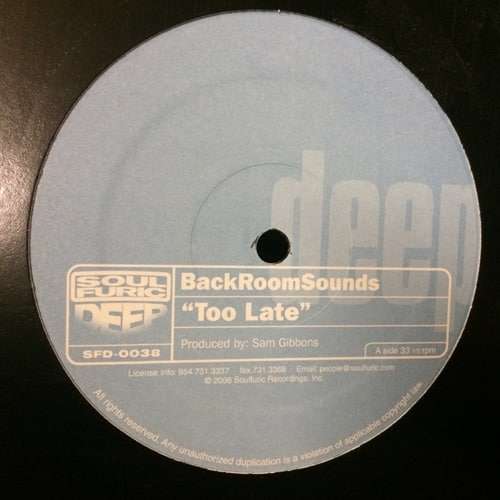 deep
SOUL
FURIC
DEEP
SFD-0038
BackRoomSounds
“Too Late”
Produced by: Sam Gibbons
A side 33 1/3 rpm
License info: 954.731.3337 fax.731.3368 Email: people@soulfuric.com
© 2006 Soulfuric Recordings, Inc.
All rights reserved. Any unauthorized duplication is a violation of applicable copyright law.